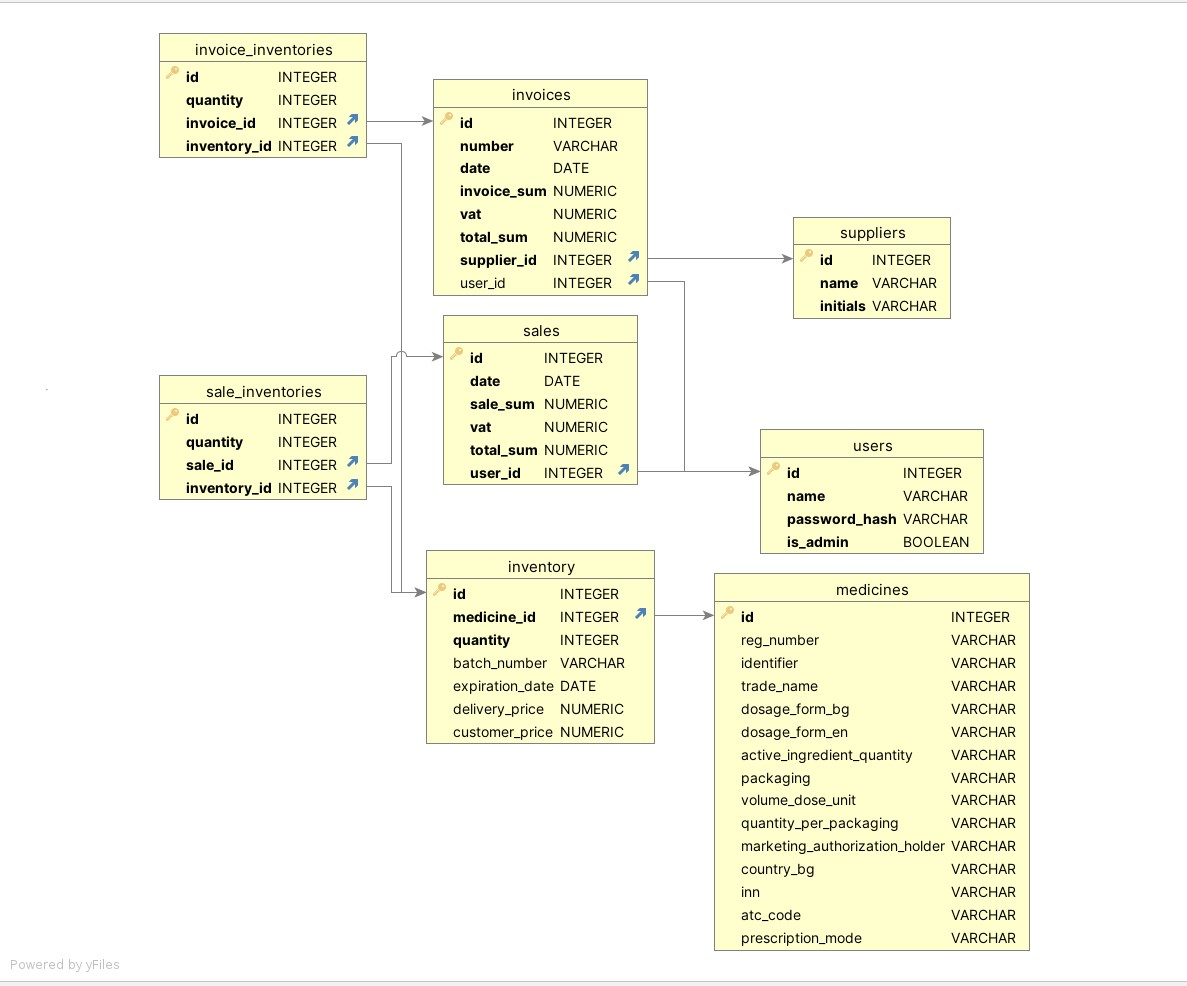 invoice_inventories
id INTEGER
quantity INTEGER
invoice_id INTEGER
inventory_id INTEGER
invoices
id INTEGER
number VARCHAR
date DATE
invoice_sum NUMERIC
vat NUMERIC
total_sum NUMERIC
supplier_id INTEGER
user_id INTEGER
suppliers
id INTEGER
name VARCHAR
initials VARCHAR
sales
id INTEGER
date DATE
sale_sum NUMERIC
vat NUMERIC
total_sum NUMERIC
user_id INTEGER
sale_inventories
id INTEGER
quantity INTEGER
sale_id INTEGER
inventory_id INTEGER
users
id INTEGER
name VARCHAR
password_hash VARCHAR
is_admin BOOLEAN
inventory
id INTEGER
medicine_id INTEGER
quantity INTEGER
batch_number VARCHAR
expiration_date DATE
delivery_price NUMERIC
customer_price NUMERIC
medicines
id INTEGER
reg_number VARCHAR
identifier VARCHAR
trade_name VARCHAR
dosage_form_bg VARCHAR
dosage_form_en VARCHAR
active_ingredient_quantity VARCHAR
packaging VARCHAR
volume_dose_unit VARCHAR
quantity_per_packaging VARCHAR
marketing_authorization_holder VARCHAR
country_bg VARCHAR
inn VARCHAR
atc_code VARCHAR
prescription_mode VARCHAR
Powered by yFiles